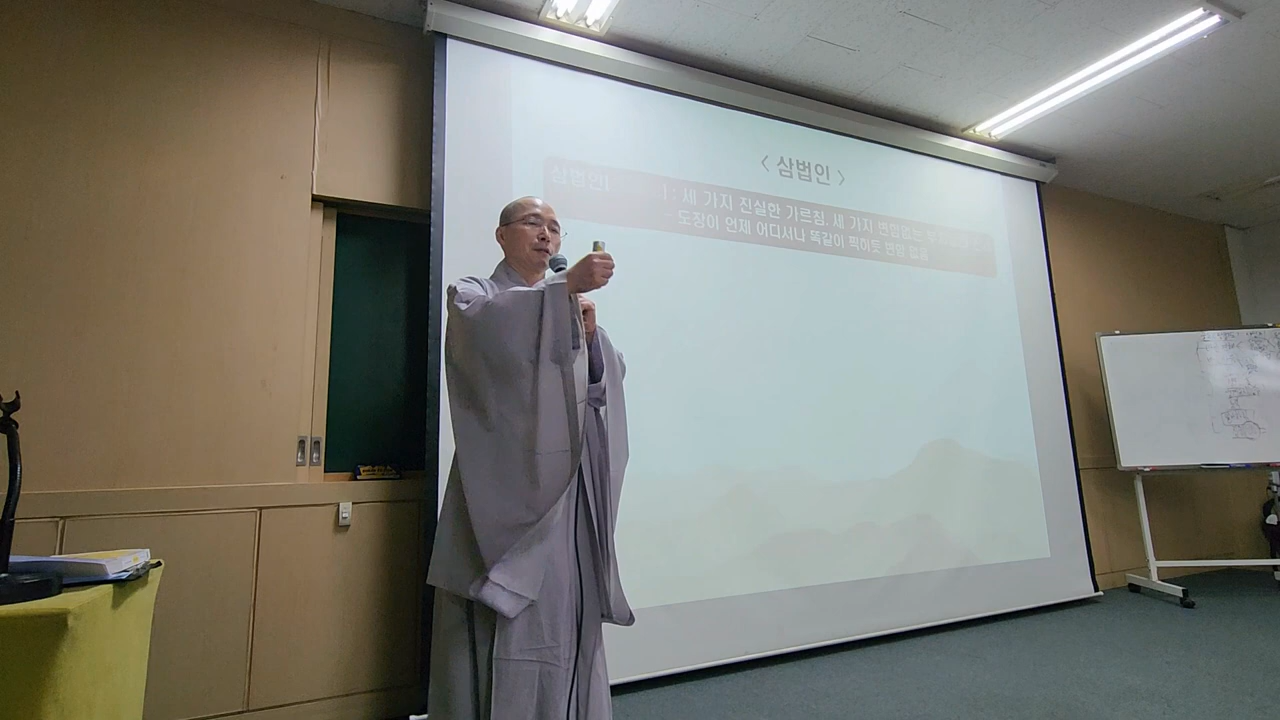 < 삼법인 >
삼법인 : 세 가지 진실한 가르침. 세 가지 변함없는
- 도장이 언제 어디서나 똑같이 찍히듯 변명 없음